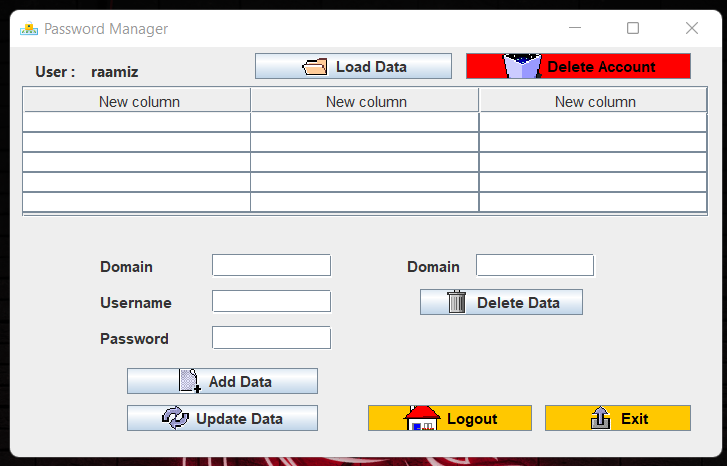 Password Manager
User : raamiz
Load Data
Delete Account
New column New column New column
Domain
Domain
Username
Delete Data
Password
Add Data
Update Data
Logout
Exit